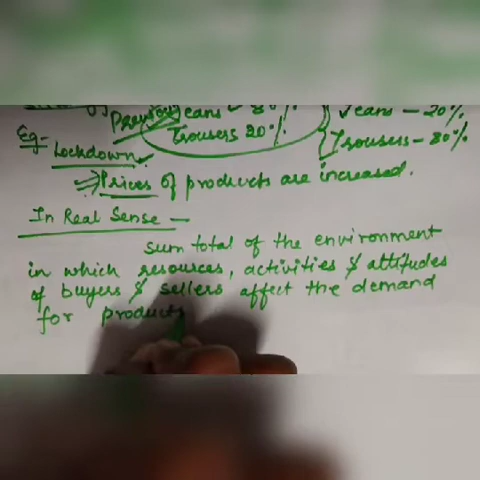 Jeans - 80% Jeans - 20%
Eg- Trousers 20% Trousers - 80%
Lockdown ✓
⇒ Prices of products are increased.
In Real Sense —
sum total of the environment
in which resources, activities & attitudes
of buyers & sellers affect the demand
for products